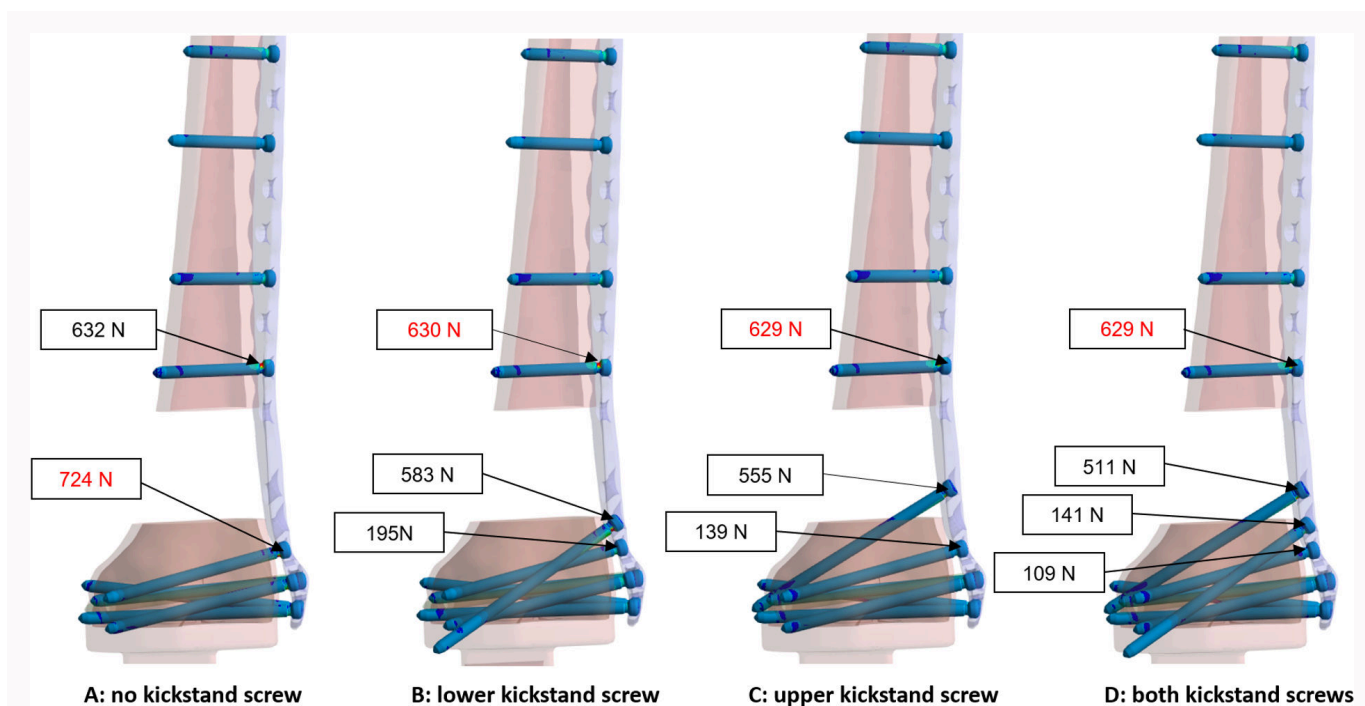 632 N
724 N
A: no kickstand screw
630 N
583 N
195N
B: lower kickstand screw
629 N
555 N
139 N
C: upper kickstand screw
629 N
511 N
141 N
109 N
D: both kickstand screws